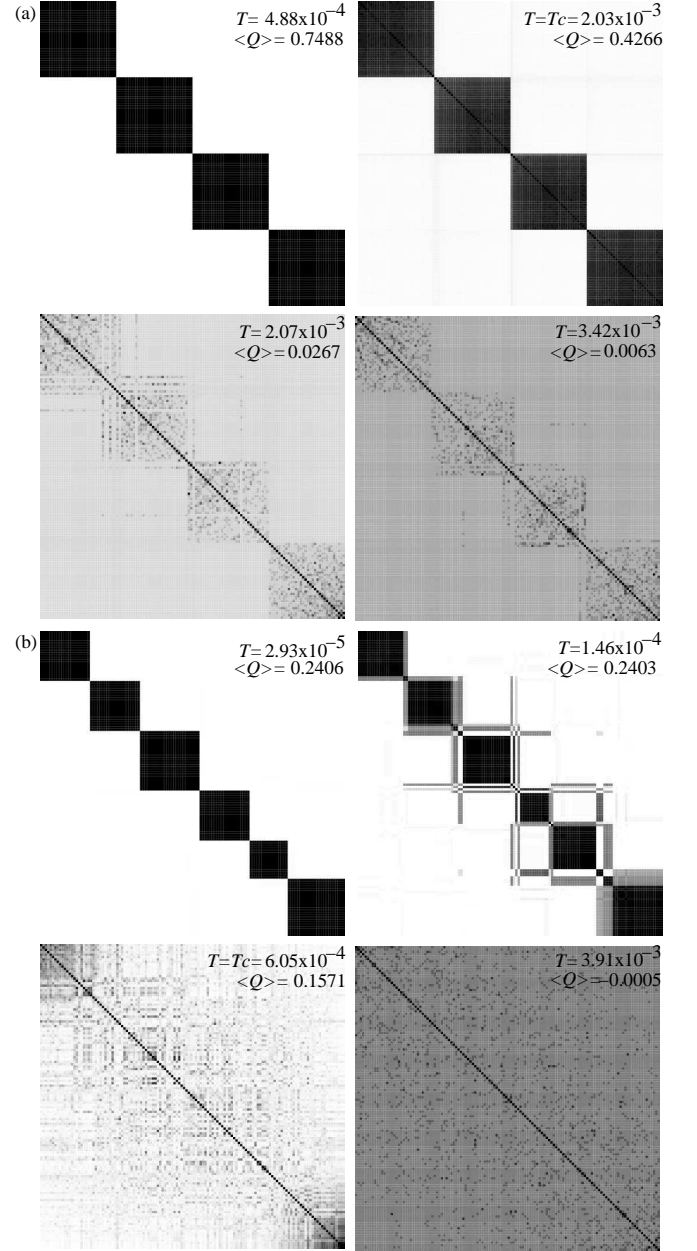 (a)
T= 4.88x10−4
<Q>= 0.7488
T=Tc=2.03x10−3
<Q>=0.4266
T=2.07x10−3
<Q>=0.0267
T=3.42x10−3
<Q>=0.0063
(b)
T=2.93x10−5
<Q>= 0.2406
T=1.46x10−4
<Q>= 0.2403
T=Tc=6.05x10−4
<Q>= 0.1571
T=3.91x10−3
<Q>=−0.0005